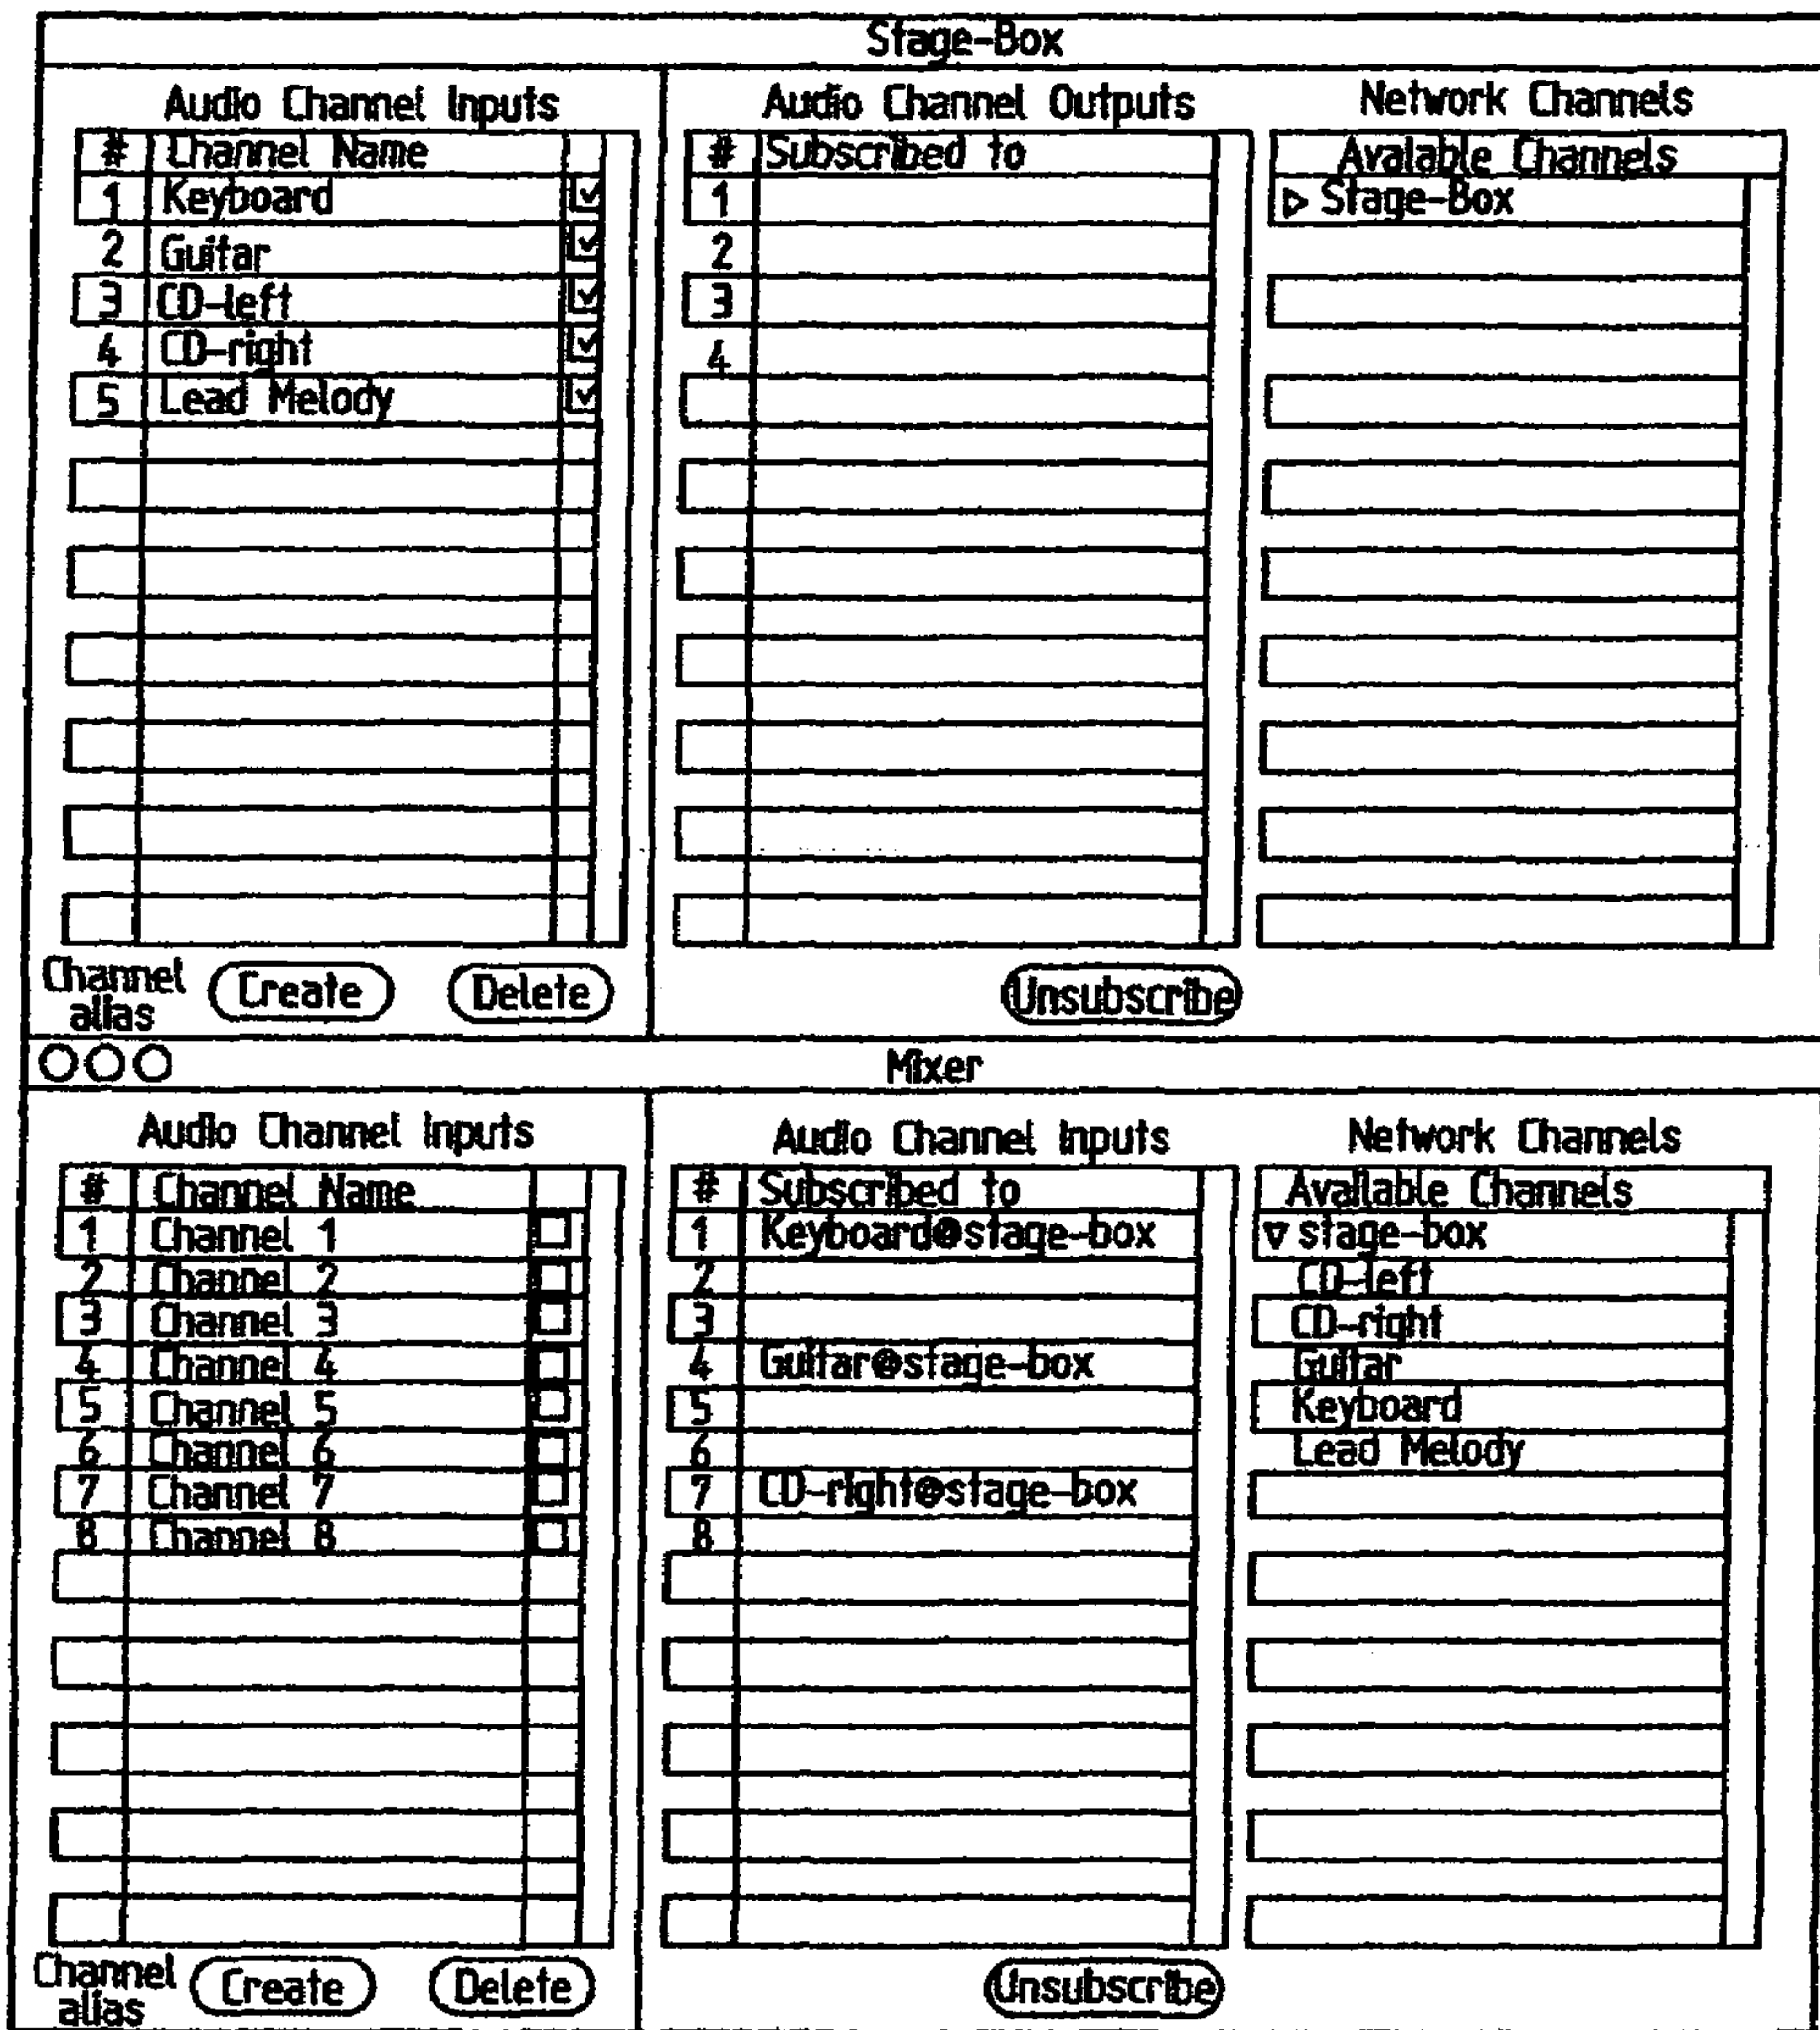 Stage-Box
Audio Channel Inputs
# Channel Name
1 Keyboard
2 Guitar
3 CD-left
4 CD-right
5 Lead Melody
Channel alias
Create Delete
Audio Channel Outputs
# Subscribed to
1
2
3
4
Network Channels
Avalable Channels
▷ Stage-Box
Unsubscribe
Mixer
Audio Channel Inputs
# Channel Name
1 Channel 1
2 Channel 2
3 Channel 3
4 Channel 4
5 Channel 5
6 Channel 6
7 Channel 7
8 Channel 8
Channel alias
Create Delete
Audio Channel Inputs
# Subscribed to
1 Keyboard@stage-box
2
3
4 Guitar@stage-box
5
6
7 CD-right@stage-box
8
Network Channels
Available Channels
▽ stage-box
CD-left
CD-right
Guitar
Keyboard
Lead Melody
Unsubscribe